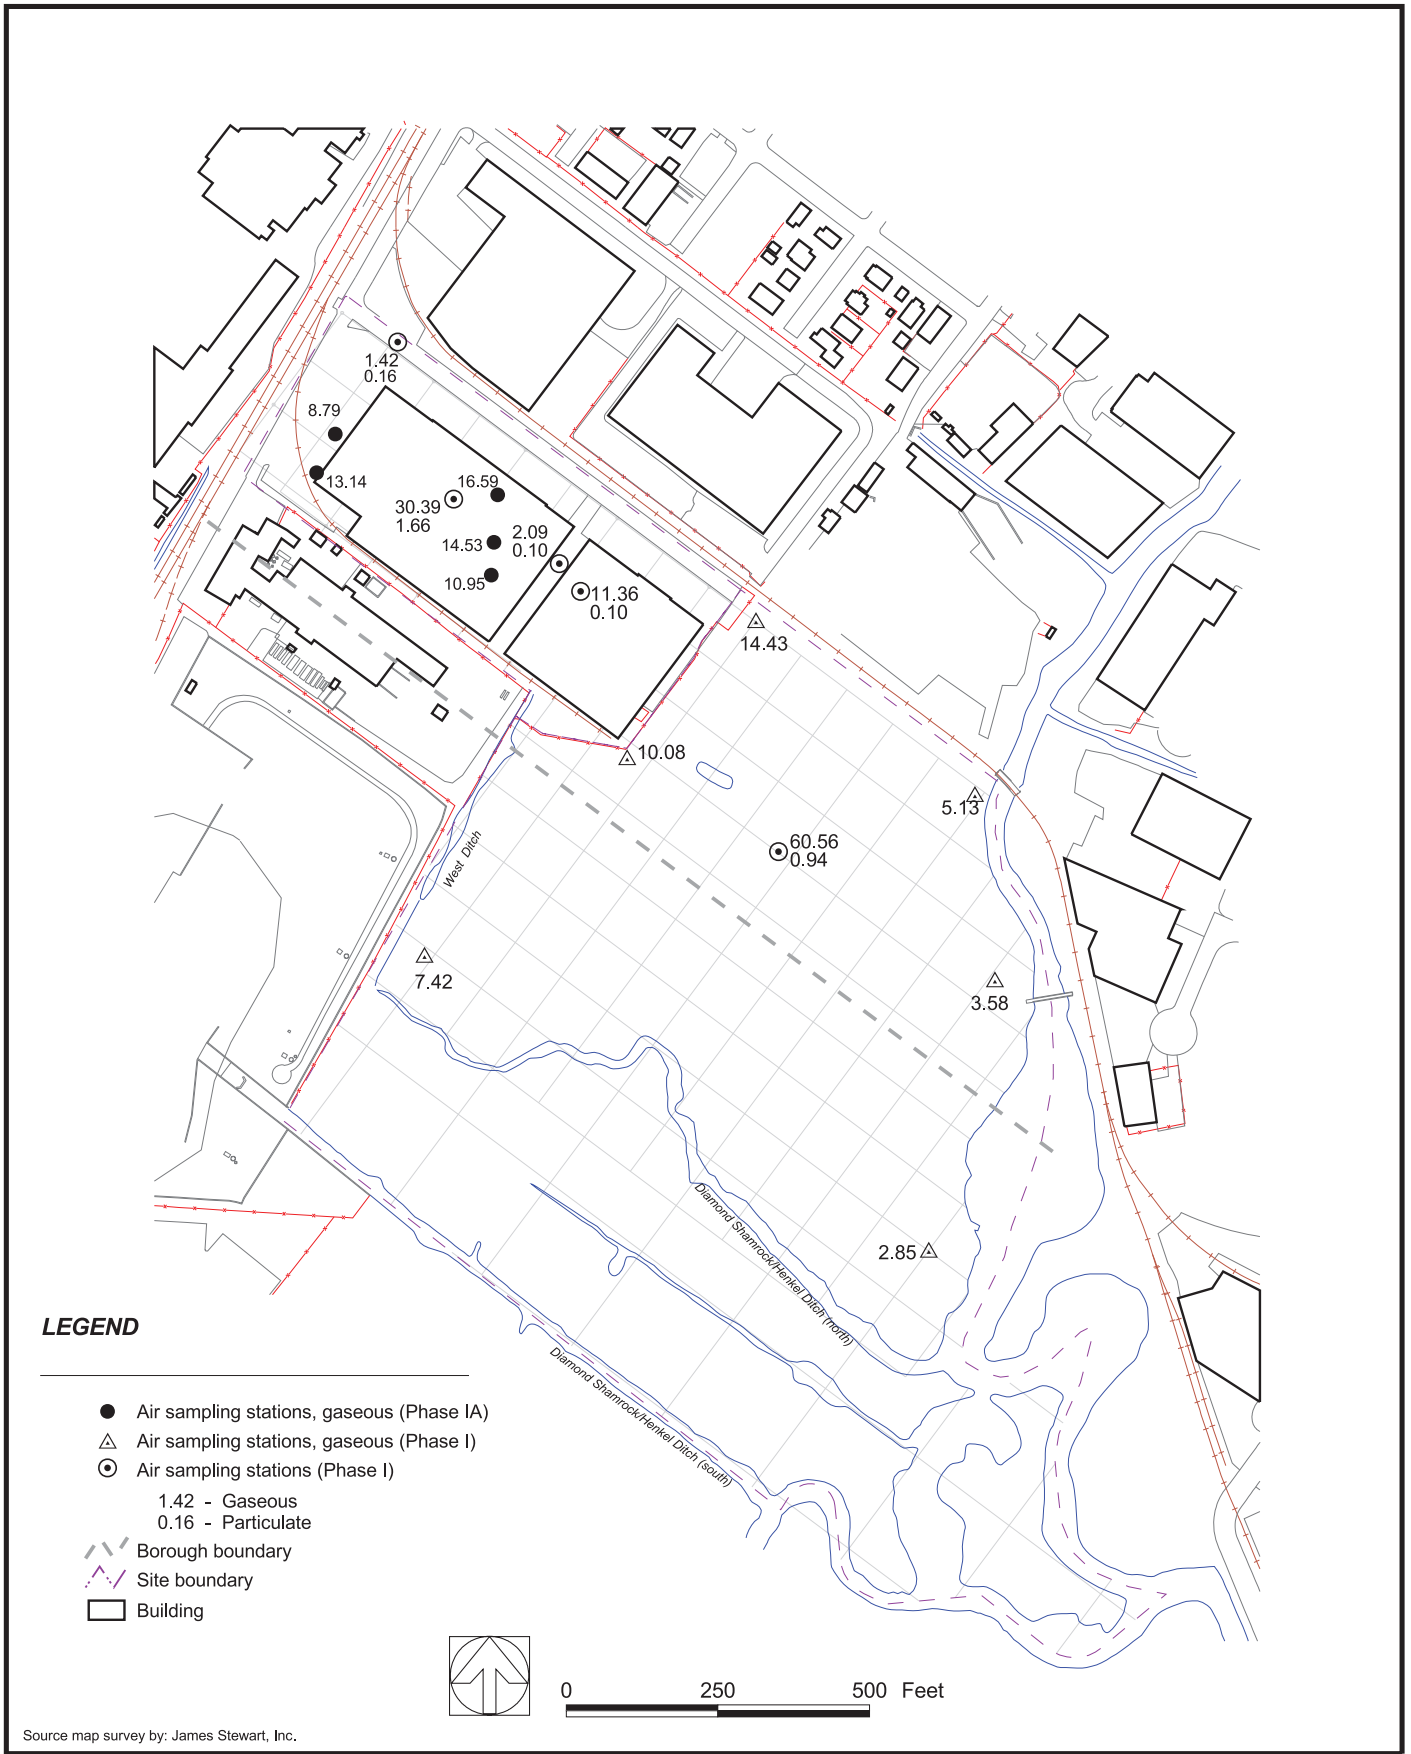 1.42
0.16
8.79
13.14
16.59
30.39
1.66
2.09
0.10
14.53
10.95
11.36
0.10
14.43
10.08
5.13
60.56
0.94
West Ditch
7.42
3.58
Diamond Shamrock/Henkel Ditch (north)
2.85
Diamond Shamrock/Henkel Ditch (south)
LEGEND
Air sampling stations, gaseous (Phase IA)
Air sampling stations, gaseous (Phase I)
Air sampling stations (Phase I)
1.42 - Gaseous
0.16 - Particulate
Borough boundary
Site boundary
Building
0 250 500 Feet
Source map survey by: James Stewart, Inc.